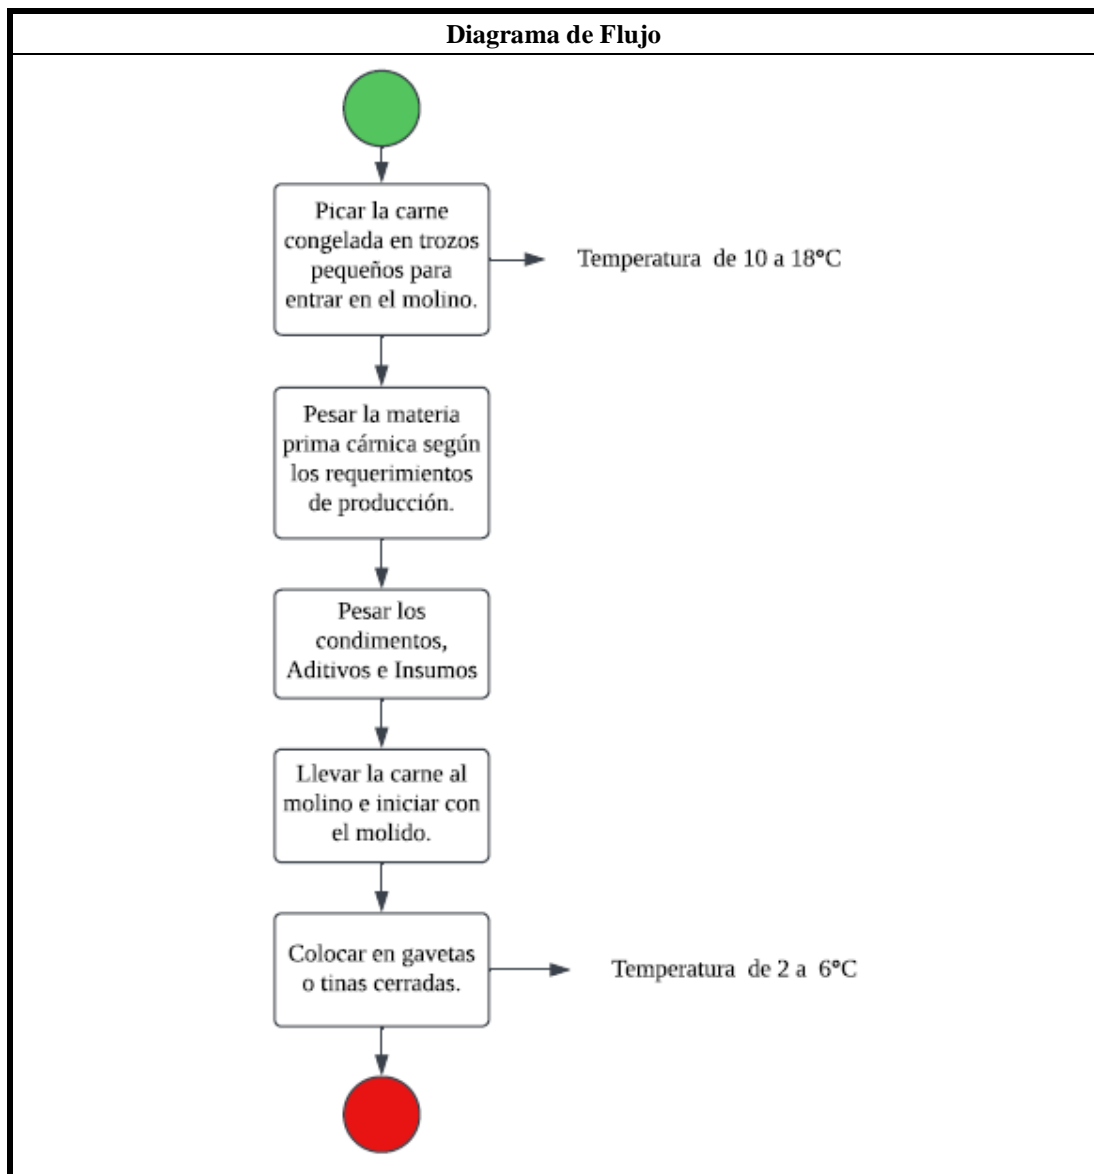 Diagrama de Flujo
Picar la carne
congelada en trozos
pequeños para
entrar en el molino.
Temperatura de 10 a 18°C
Pesar la materia
prima cárnica según
los requerimientos
de producción.
Pesar los
condimentos,
Aditivos e Insumos
Llevar la carne al
molino e iniciar con
el molido.
Colocar en gavetas
o tinas cerradas.
Temperatura de 2 a 6°C